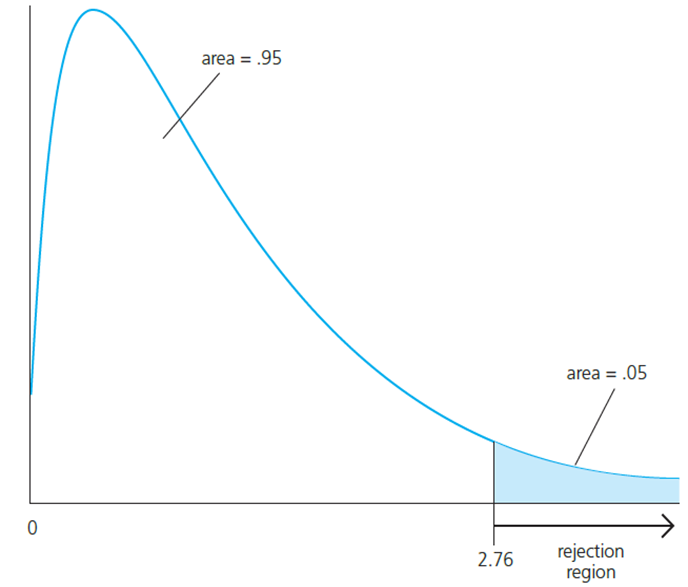 area = .95
area = .05
0
2.76
rejection
region